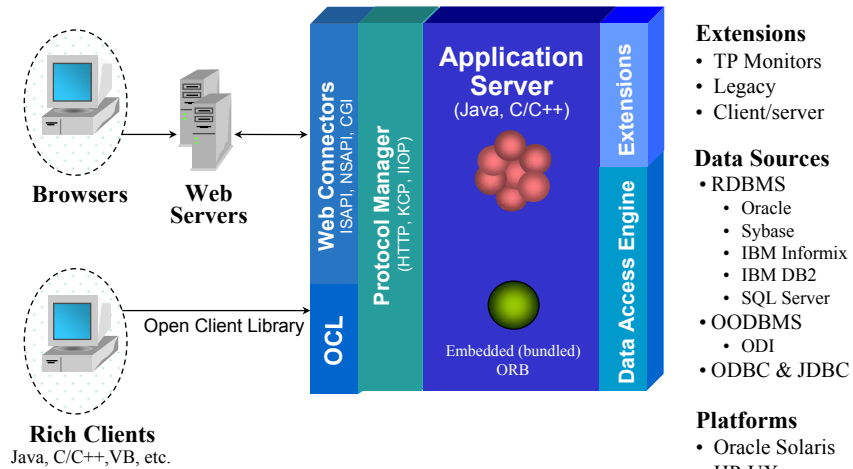 Browsers
Web
Servers
Open Client Library
Rich Clients
Java, C/C++,VB, etc.
Web Connectors
ISAPI, NSAPI, CGI
OCL
Protocol Manager
(HTTP, KCP, IIOP)
Application
Server
(Java, C/C++)
Embedded (bundled)
ORB
Extensions
Data Access Engine
Extensions
• TP Monitors
• Legacy
• Client/server
Data Sources
• RDBMS
• Oracle
• Sybase
• IBM Informix
• IBM DB2
• SQL Server
• OODBMS
• ODI
• ODBC & JDBC
Platforms
• Oracle Solaris